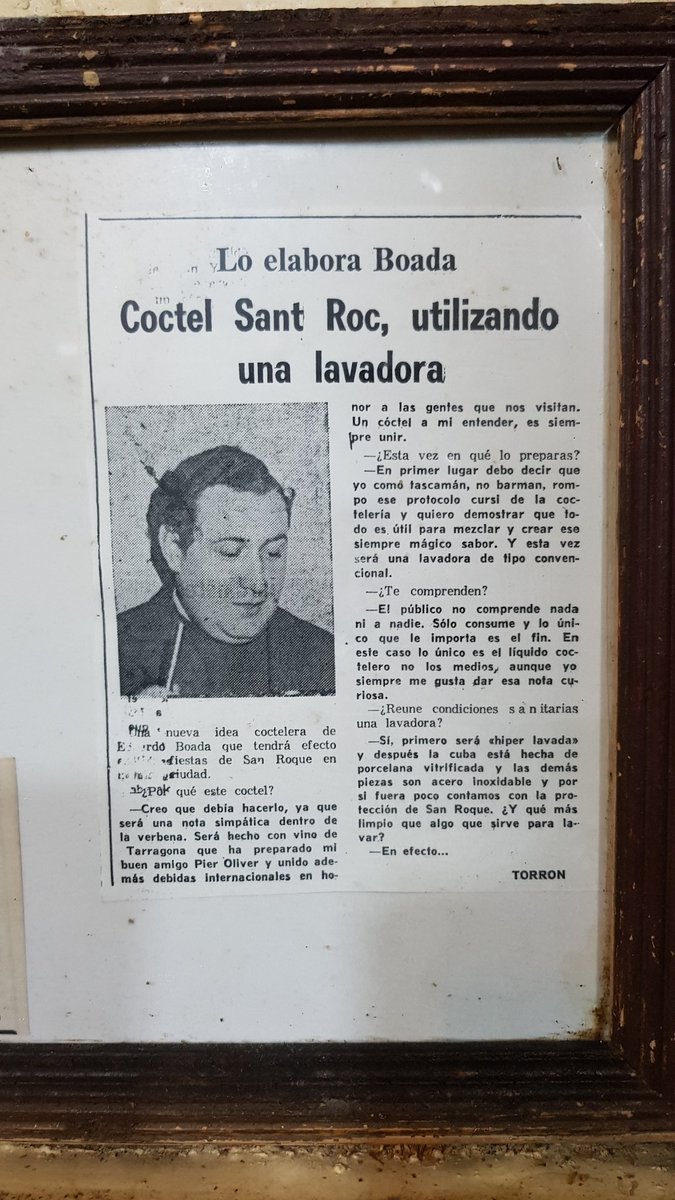 Lo elabora Boada
Coctel Sant Roc, utilizando
una lavadora
Una nueva idea coctelera de
Boada que tendrá efecto
fiestas de San Roque en
ciudad.
—¿Por qué este coctel?
—Creo que debía hacerlo, ya que
será una nota simpática dentro de
la verbena. Será hecho con vino de
Tarragona que ha preparado mi
buen amigo Pier Oliver y unido ade-
más debidas internacionales en ho-
nor a las gentes que nos visitan.
Un cóctel a mi entender, es siem-
pre unir.
—¿Esta vez en qué lo preparas?
—En primer lugar debo decir que
yo como tascamán, no barman, rom-
po ese protocolo cursi de la coc-
telería y quiero demostrar que to-
do es útil para mezclar y crear ese
siempre mágico sabor. Y esta vez
será una lavadora de tipo conven-
cional.
—¿Te comprenden?
—El público no comprende nada
ni a nadie. Sólo consume y lo úni-
co que le importa es el fin. En
este caso lo único es el líquido coc-
telero no los medios, aunque yo
siempre me gusta dar esa nota cu-
riosa.
—¿Reune condiciones sanitarias
una lavadora?
—Sí, primero será «hiper lavada»
y después la cuba está hecha de
porcelana vitrificada y las demás
piezas son acero inoxidable y por
si fuera poco contamos con la pro-
tección de San Roque. ¿Y qué más
limpio que algo que sirve para la-
var?
—En efecto...
TORRON